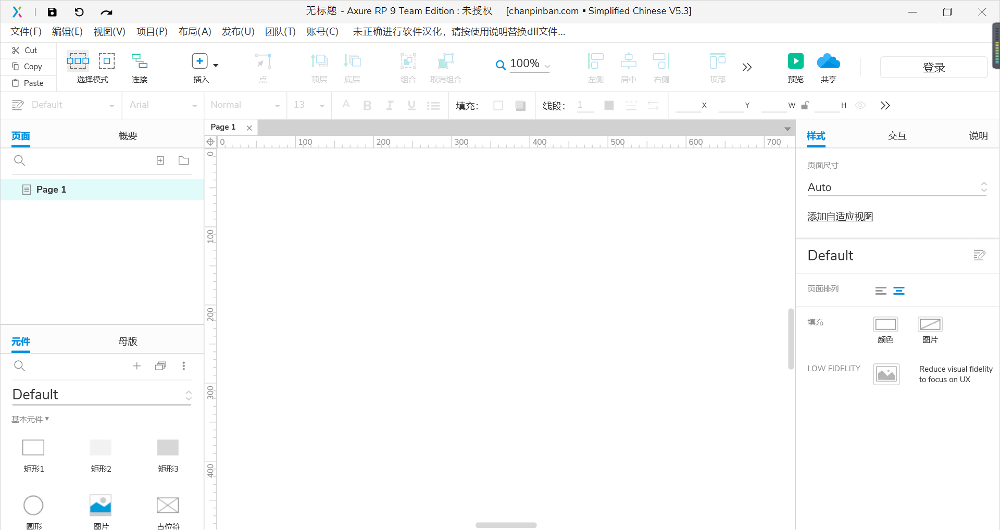 无标题 - Axure RP 9 Team Edition : 未授权 [chanpinban.com ▪ Simplified Chinese V5.3]
文件(F) 编辑(E) 视图(V) 项目(P) 布局(A) 发布(U) 团队(T) 账号(C) 未正确进行软件汉化，请按使用说明替换dll文件...
Cut
Copy
Paste
选择模式 连接 插入 点 顶层 底层 组合 取消组合 100% 左侧 居中 右侧 顶部 预览 共享 登录
Default Arial Normal 13 A B I U 填充: 线段: 1 X Y W H
页面 概要
Page 1
Page 1
0 100 200 300 400 500 600 700
0
100
200
300
400
元件 母版
Default
基本元件
矩形1 矩形2 矩形3
圆形 图片 占位符
样式 交互 说明
页面尺寸
Auto
添加自适应视图
Default
页面排列
填充
颜色 图片
LOW FIDELITY
Reduce visual fidelity
to focus on UX